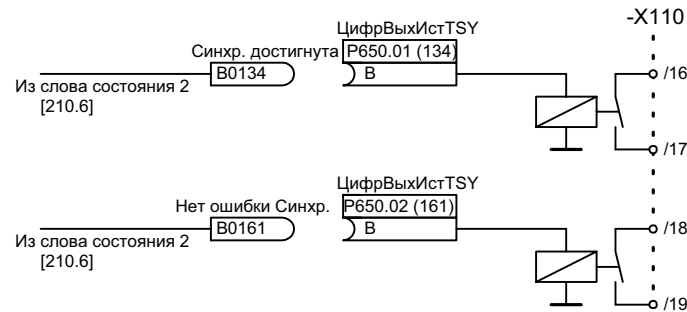 -X110
ЦифрВыхИстTSY
Синхр. достигнута P650.01 (134)
B0134 B /16
Из слова состояния 2
[210.6]
/17
ЦифрВыхИстTSY
Нет ошибки Синхр. P650.02 (161)
B0161 B /18
Из слова состояния 2
[210.6]
/19